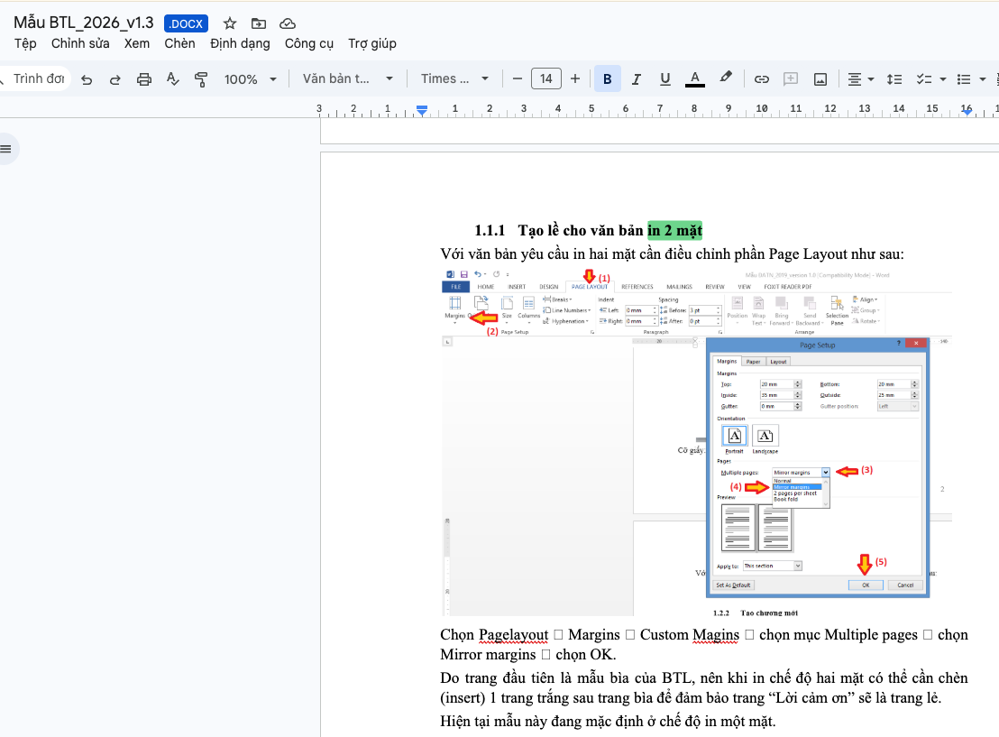 Mẫu BTL_2026_v1.3 .DOCX
Tệp Chỉnh sửa Xem Chèn Định dạng Công cụ Trợ giúp
Trình đơn 100% Văn bản t... Times ... 14 B I U A
3 2 1 1 2 3 4 5 6 7 8 9 10 11 12 13 14 15 16
1.1.1 Tạo lề cho văn bản in 2 mặt
Với văn bản yêu cầu in hai mặt cần điều chỉnh phần Page Layout như sau:
Mẫu ĐATN_2019_version 1.0 [Compatibility Mode] - Word
(1)
FILE HOME INSERT DESIGN PAGE LAYOUT REFERENCES MAILINGS REVIEW VIEW FOXIT READER PDF
Breaks Indent Spacing Align
Margins Size Columns Line Numbers Left: 0 mm Before: 3 pt Position Wrap Bring Send Selection Group
Hyphenation Right: 0 mm After: 0 pt Text Forward Backward Pane Rotate
(2) Page Setup Paragraph Arrange
20 140
Page Setup
Margins Paper Layout
Margins
Top: 20 mm Bottom: 20 mm
Inside: 35 mm Outside: 25 mm
Gutter: 0 mm Gutter position: Left
Orientation
Portrait Landscape
Cỡ giấy:
Pages
Multiple pages: Mirror margins (3)
Normal
(4) Mirror margins
2 pages per sheet
Book fold
2
Preview
Apply to: This section
(5)
Vớ
Set As Default OK Cancel
1.2.2 Tạo chương mới
Chọn Pagelayout □ Margins □ Custom Magins □ chọn mục Multiple pages □ chọn
Mirror margins □ chọn OK.
Do trang đầu tiên là mẫu bìa của BTL, nên khi in chế độ hai mặt có thể cần chèn
(insert) 1 trang trắng sau trang bìa để đảm bảo trang “Lời cảm ơn” sẽ là trang lẻ.
Hiện tại mẫu này đang mặc định ở chế độ in một mặt.